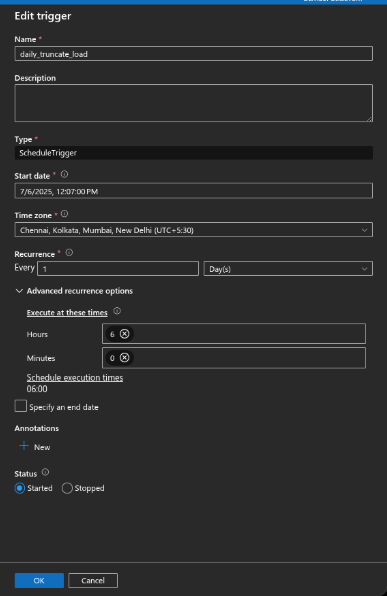 Edit trigger
Name *
daily_truncate_load
Description
Type *
ScheduleTrigger
Start date *
7/6/2025, 12:07:00 PM
Time zone *
Chennai, Kolkata, Mumbai, New Delhi (UTC+5:30)
Recurrence *
Every 1 Day(s)
Advanced recurrence options
Execute at these times
Hours 6
Minutes 0
Schedule execution times
06:00
Specify an end date
Annotations
+ New
Status
Started Stopped
OK Cancel